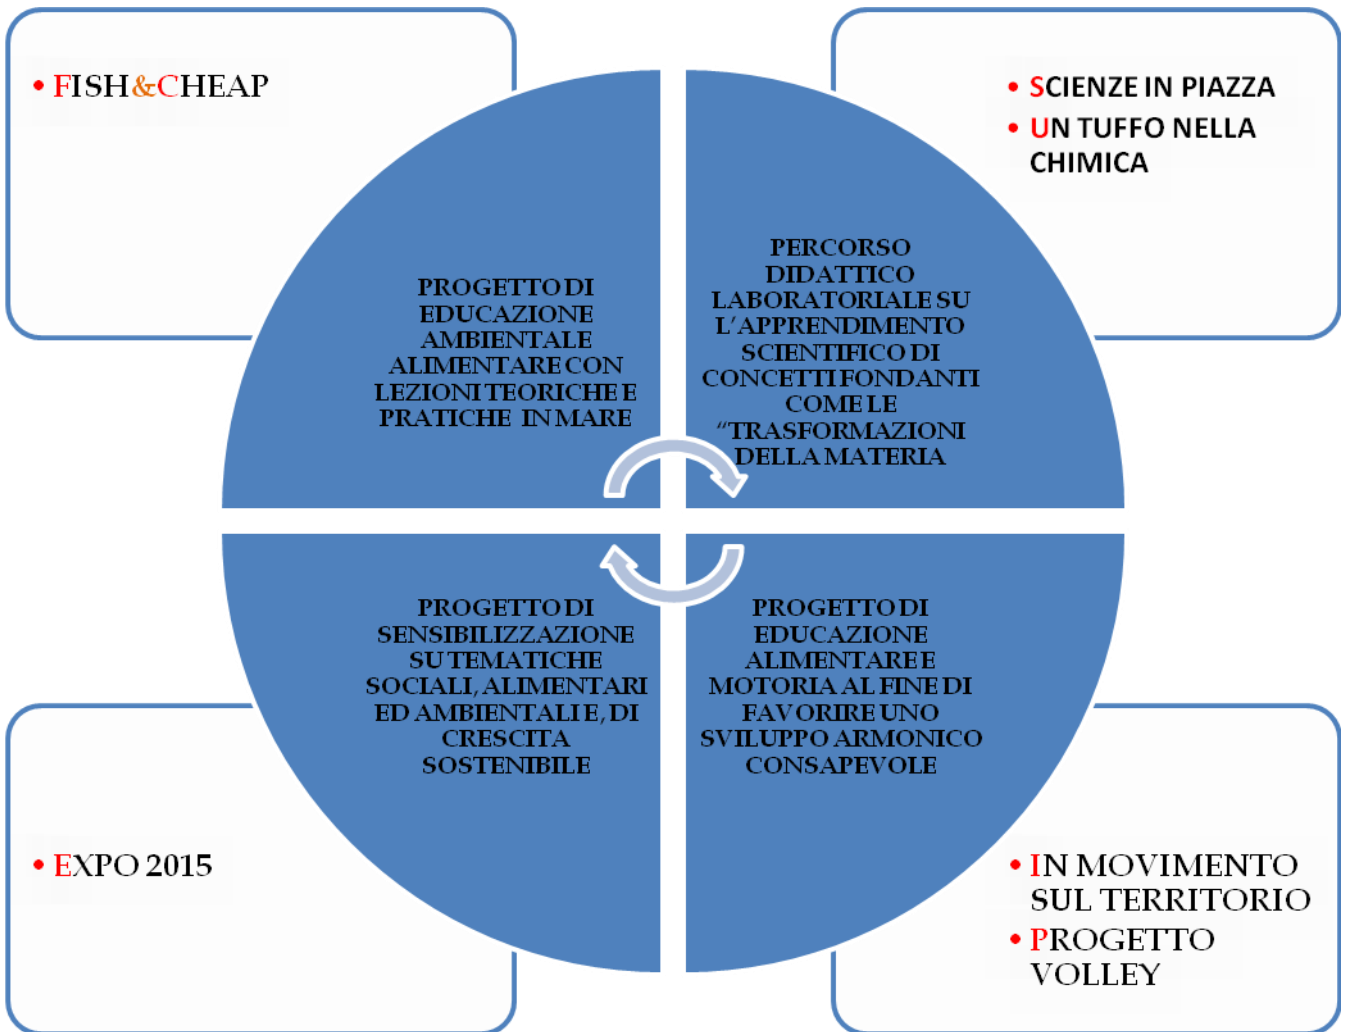 • FISH&CHEAP
• SCIENZE IN PIAZZA
• UN TUFFO NELLA
CHIMICA
PROGETTO DI
EDUCAZIONE
AMBIENTALE
ALIMENTARE CON
LEZIONI TEORICHE E
PRATICHE IN MARE
PERCORSO
DIDATTICO
LABORATORIALE SU
L'APPRENDIMENTO
SCIENTIFICO DI
CONCETTI FONDANTI
COME LE
“TRASFORMAZIONI
DELLA MATERIA
PROGETTO DI
SENSIBILIZZAZIONE
SU TEMATICHE
SOCIALI, ALIMENTARI
ED AMBIENTALI E, DI
CRESCITA
SOSTENIBILE
PROGETTO DI
EDUCAZIONE
ALIMENTARE E
MOTORIA AL FINE DI
FAVORIRE UNO
SVILUPPO ARMONICO
CONSAPEVOLE
• EXPO 2015
• IN MOVIMENTO
SUL TERRITORIO
• PROGETTO
VOLLEY